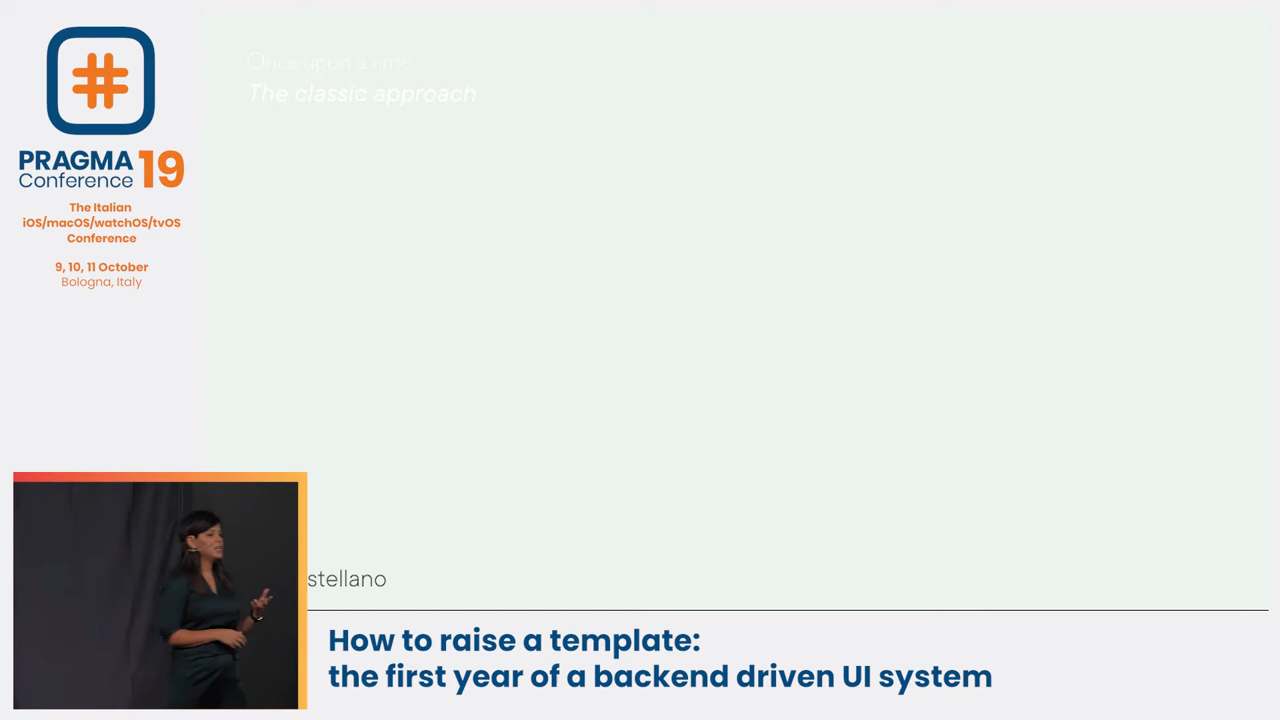 Once upon a time...
The classic approach
PRAGMA 19
Conference
The Italian
iOS/macOS/watchOS/tvOS
Conference
9, 10, 11 October
Bologna, Italy
stellano
How to raise a template:
the first year of a backend driven UI system